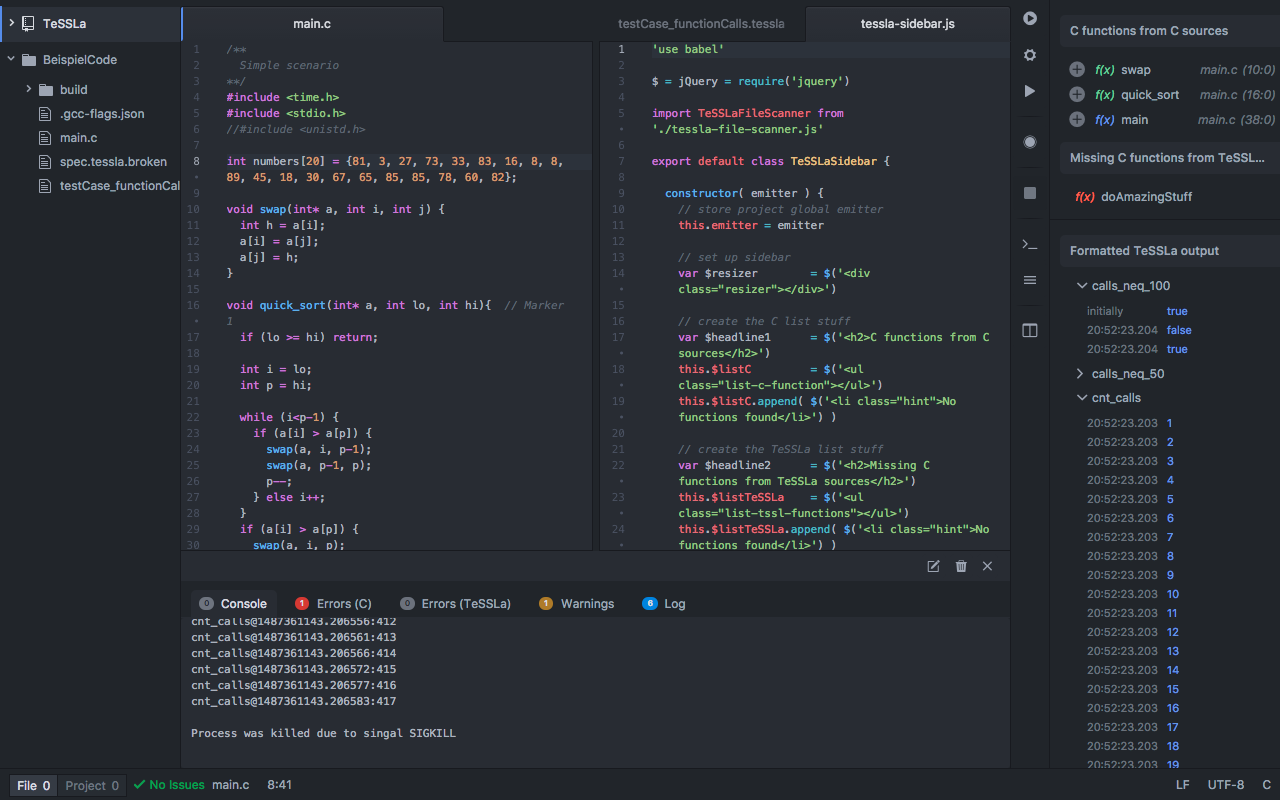 TeSSLa
BeispielCode
build
.gcc-flags.json
main.c
spec.tessla.broken
testCase_functionCal
main.c
1 /**
2 Simple scenario
3 **/
4 #include <time.h>
5 #include <stdio.h>
6 //#include <unistd.h>
7
8 int numbers[20] = {81, 3, 27, 73, 33, 83, 16, 8, 8,
• 89, 45, 18, 30, 67, 65, 85, 85, 78, 60, 82};
9
10 void swap(int* a, int i, int j) {
11 int h = a[i];
12 a[i] = a[j];
13 a[j] = h;
14 }
15
16 void quick_sort(int* a, int lo, int hi){ // Marker
• 1
17 if (lo >= hi) return;
18
19 int i = lo;
20 int p = hi;
21
22 while (i<p-1) {
23 if (a[i] > a[p]) {
24 swap(a, i, p-1);
25 swap(a, p-1, p);
26 p--;
27 } else i++;
28 }
29 if (a[i] > a[p]) {
30 swap(a, i, p);
testCase_functionCalls.tessla
tessla-sidebar.js
1 'use babel'
2
3 $ = jQuery = require('jquery')
4
5 import TeSSLaFileScanner from
• './tessla-file-scanner.js'
6
7 export default class TeSSLaSidebar {
8
9 constructor( emitter ) {
10 // store project global emitter
11 this.emitter = emitter
12
13 // set up sidebar
14 var $resizer = $('<div
• class="resizer"></div>')
15
16 // create the C list stuff
17 var $headline1 = $('<h2>C functions from C
• sources</h2>')
18 this.$listC = $('<ul
• class="list-c-function"></ul>')
19 this.$listC.append( $('<li class="hint">No
• functions found</li>') )
20
21 // create the TeSSLa list stuff
22 var $headline2 = $('<h2>Missing C
• functions from TeSSLa sources</h2>')
23 this.$listTeSSLa = $('<ul
• class="list-tssl-functions"></ul>')
24 this.$listTeSSLa.append( $('<li class="hint">No
• functions found</li>') )
0 Console
1 Errors (C)
0 Errors (TeSSLa)
1 Warnings
6 Log
cnt_calls@1487361143.206556:412
cnt_calls@1487361143.206561:413
cnt_calls@1487361143.206566:414
cnt_calls@1487361143.206572:415
cnt_calls@1487361143.206577:416
cnt_calls@1487361143.206583:417
Process was killed due to singal SIGKILL
C functions from C sources
f(x) swap main.c (10:0)
f(x) quick_sort main.c (16:0)
f(x) main main.c (38:0)
Missing C functions from TeSSL...
f(x) doAmazingStuff
Formatted TeSSLa output
calls_neq_100
initially true
20:52:23.204 false
20:52:23.204 true
calls_neq_50
cnt_calls
20:52:23.203 1
20:52:23.203 2
20:52:23.203 3
20:52:23.203 4
20:52:23.203 5
20:52:23.203 6
20:52:23.203 7
20:52:23.203 8
20:52:23.203 9
20:52:23.203 10
20:52:23.203 11
20:52:23.203 12
20:52:23.203 13
20:52:23.203 14
20:52:23.203 15
20:52:23.203 16
20:52:23.203 17
20:52:23.203 18
20:52:23.203 19
File 0 Project 0 No Issues main.c 8:41 LF UTF-8 C